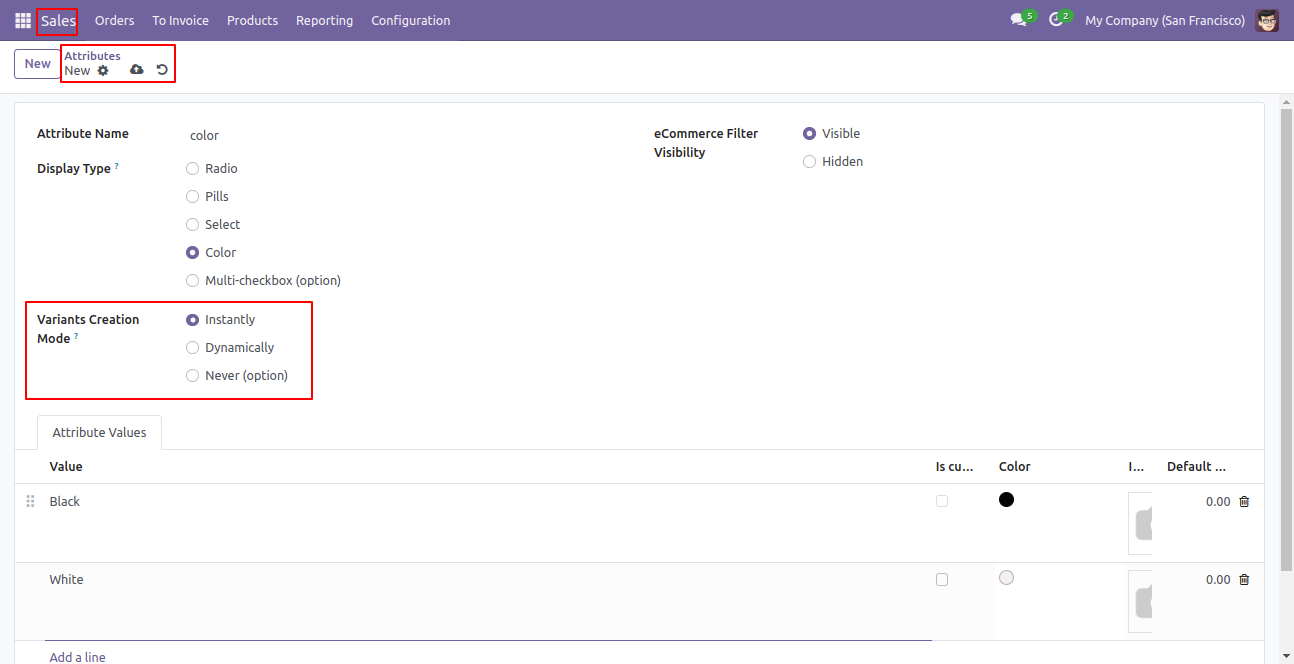 Sales Orders To Invoice Products Reporting Configuration 5 2 My Company (San Francisco)
New Attributes
New
Attribute Name color eCommerce Filter Visibility Visible
Hidden
Display Type ? Radio
Pills
Select
Color
Multi-checkbox (option)
Variants Creation Mode ? Instantly
Dynamically
Never (option)
Attribute Values
Value Is cu... Color I... Default ...
Black 0.00
White 0.00
Add a line